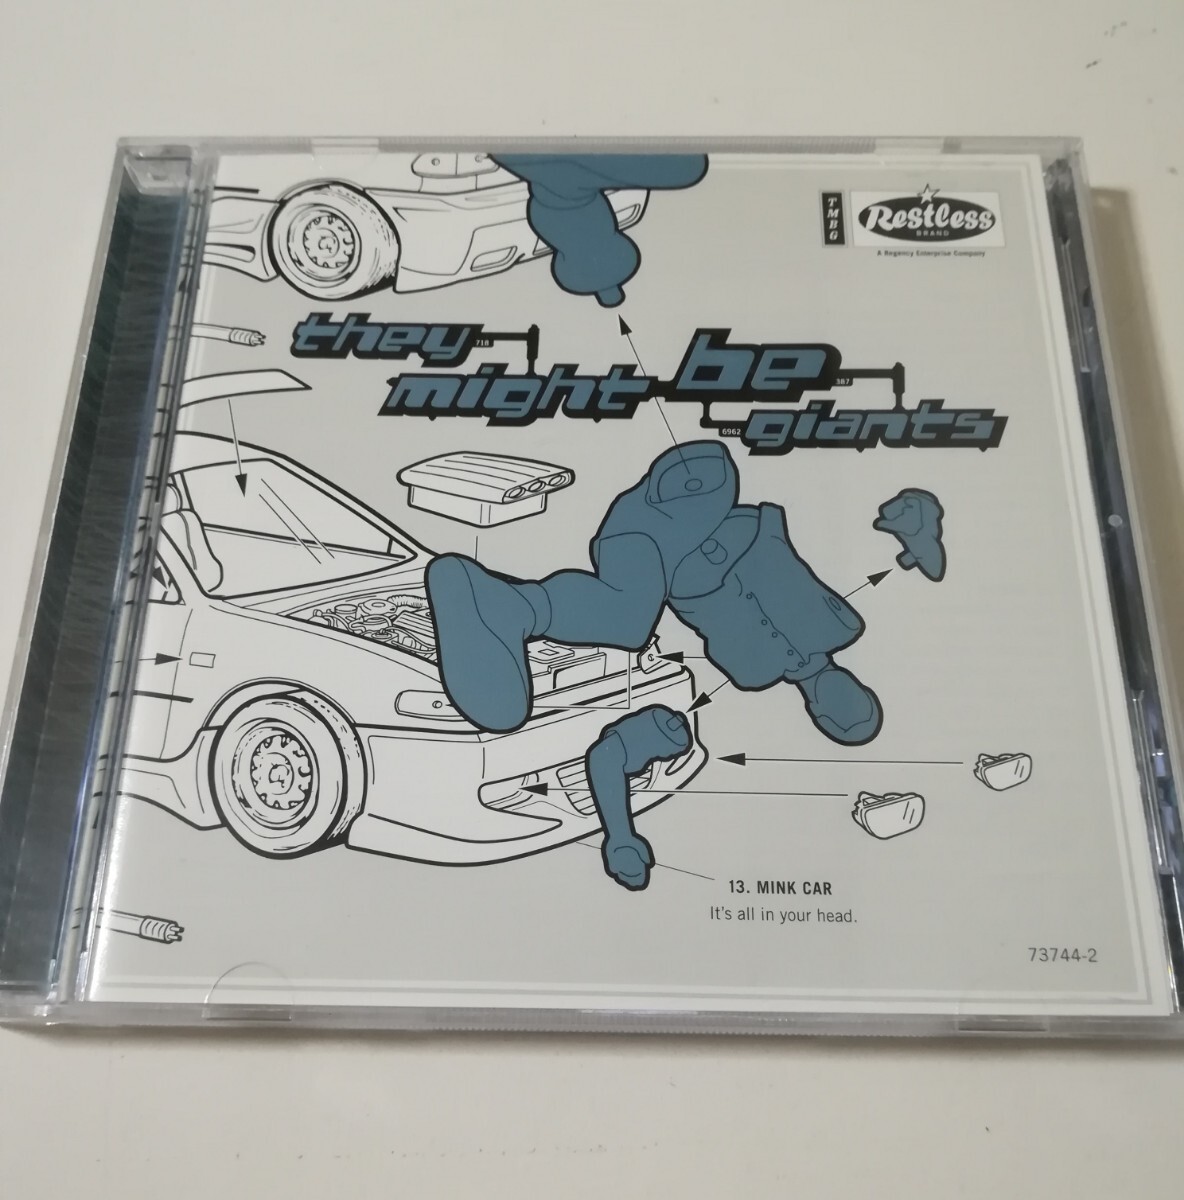 TMBG
Restless
BRAND
A Regency Enterprise Company
they
718
might
be
387
6962
giants
13. MINK CAR
It's all in your head.
73744-2